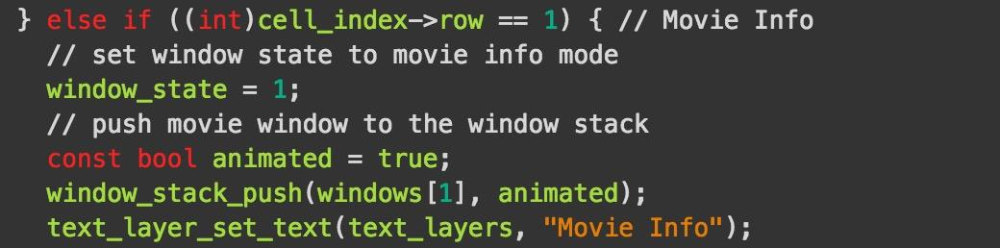 } else if ((int)cell_index->row == 1) { // Movie Info
// set window state to movie info mode
window_state = 1;
// push movie window to the window stack
const bool animated = true;
window_stack_push(windows[1], animated);
text_layer_set_text(text_layers, "Movie Info");